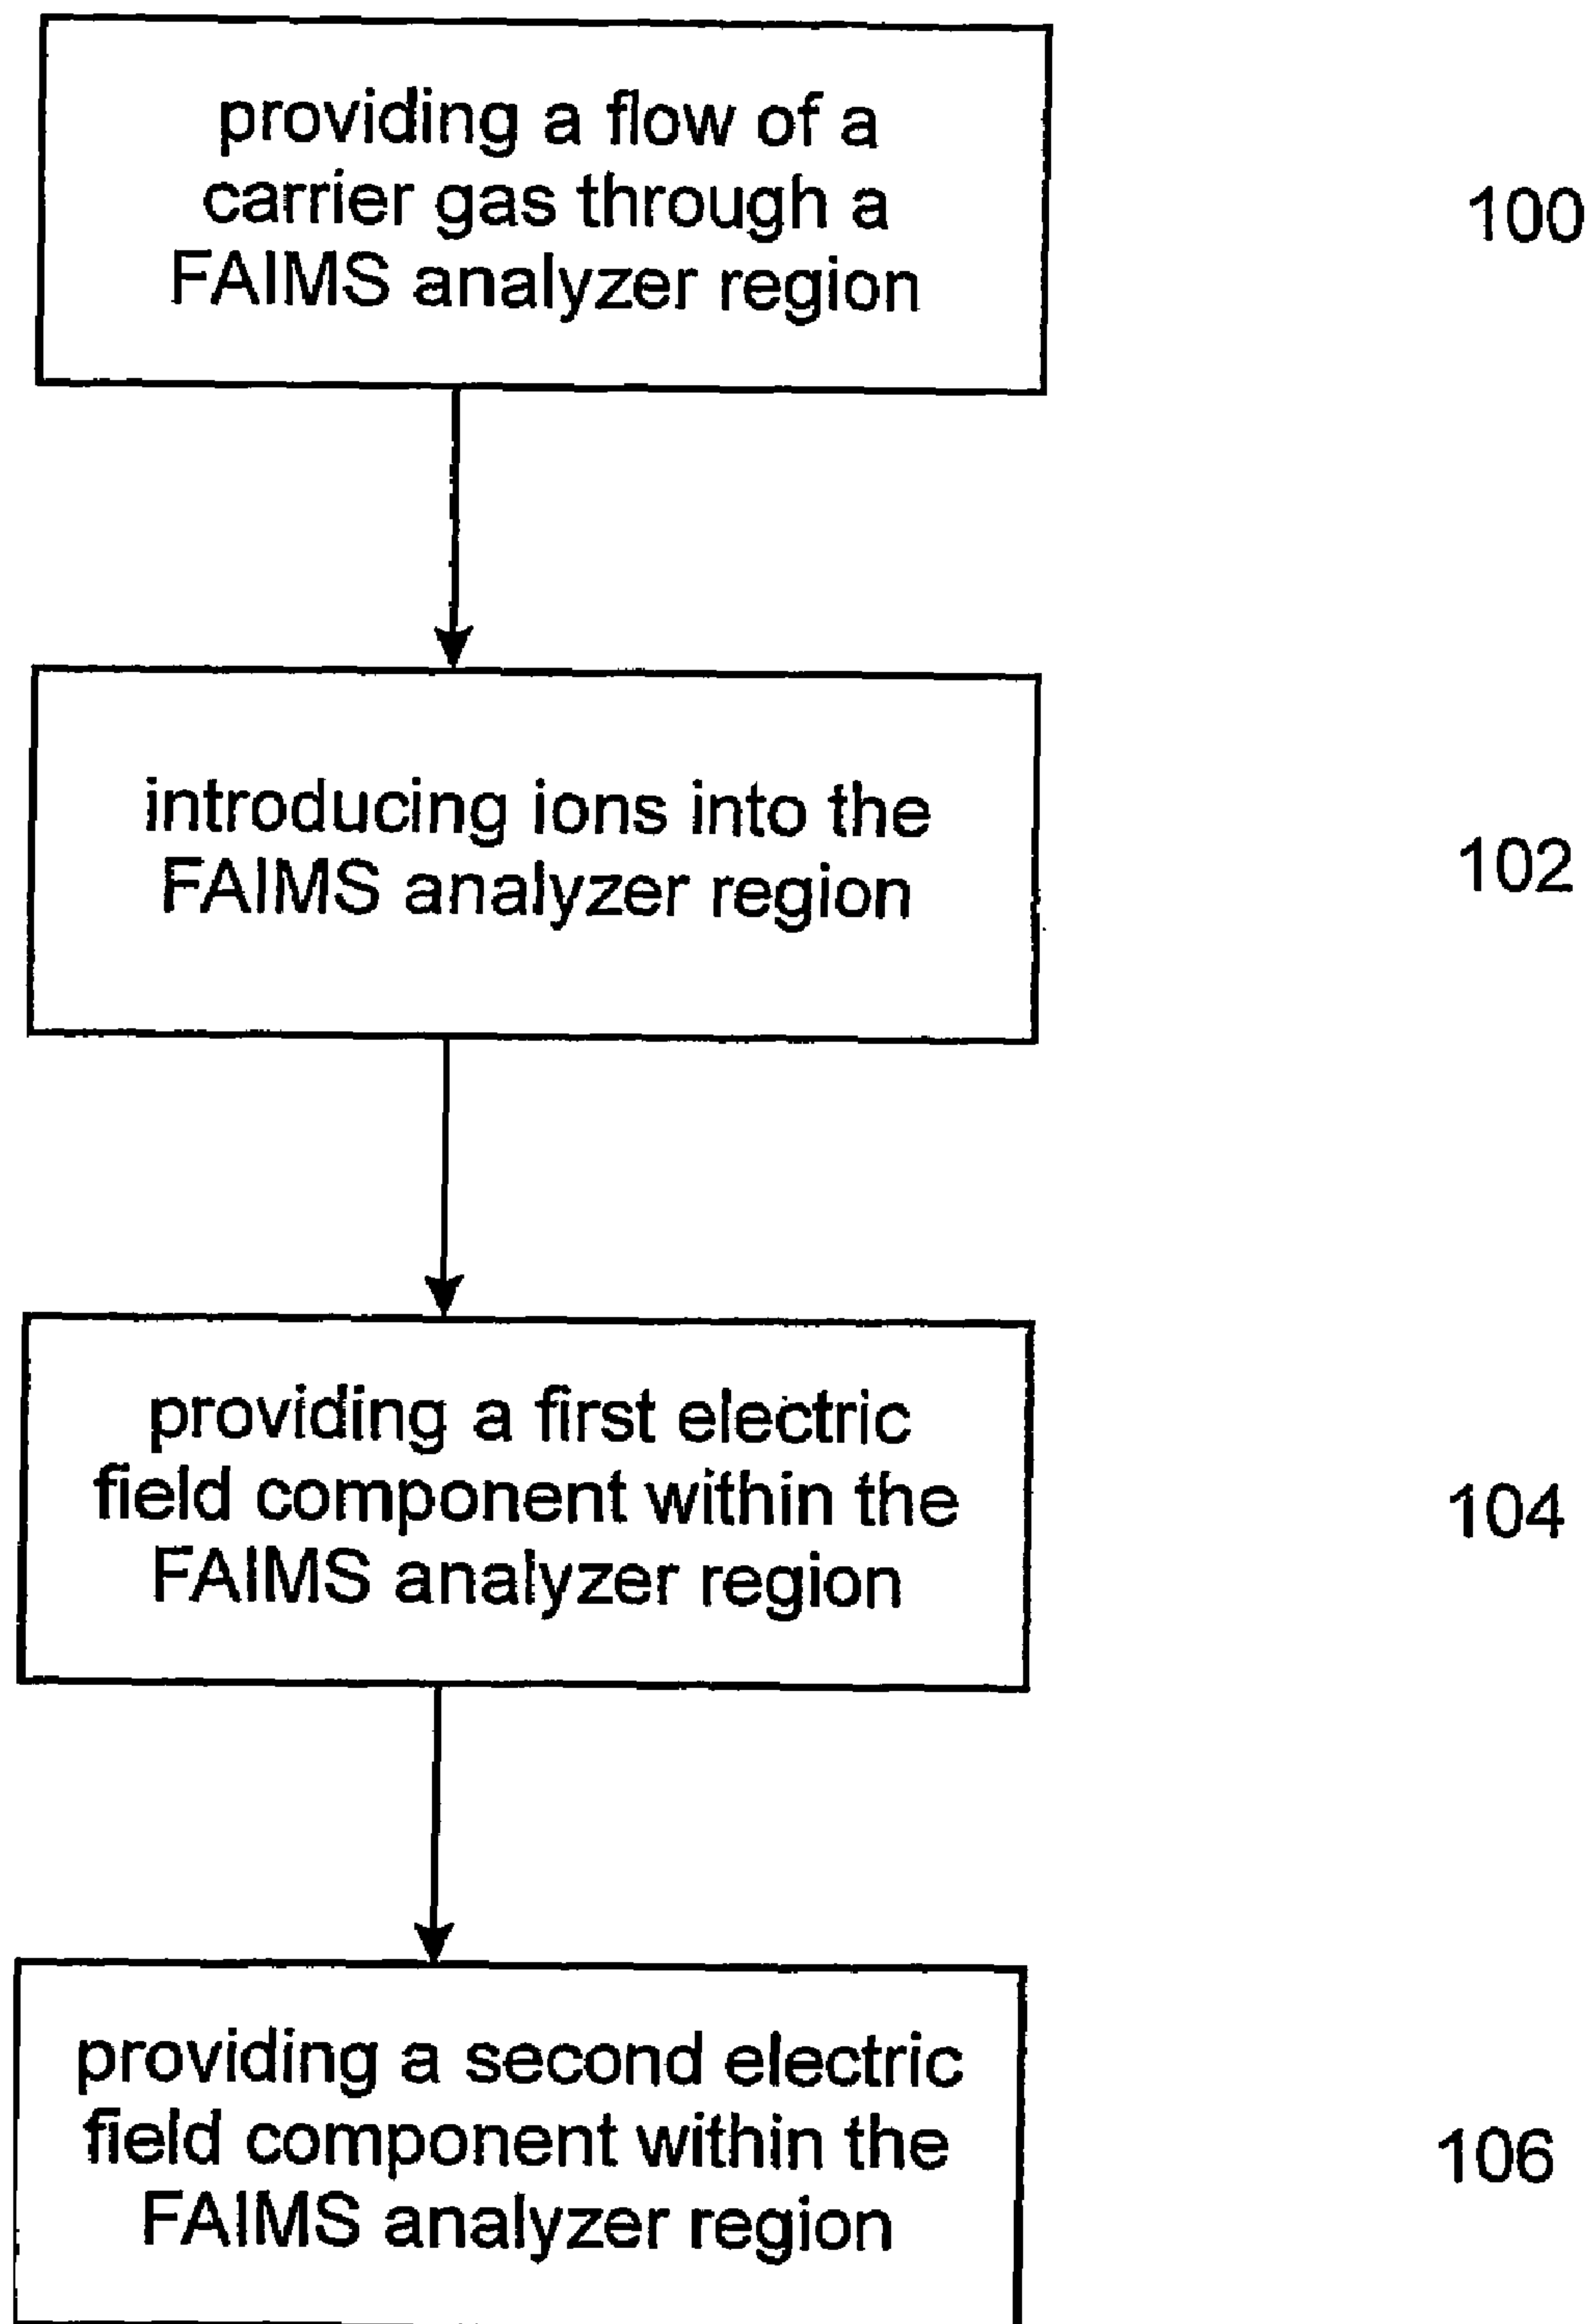 providing a flow of a
carrier gas through a
FAIMS analyzer region
100
introducing ions into the
FAIMS analyzer region
102
providing a first electric
field component within the
FAIMS analyzer region
104
providing a second electric
field component within the
FAIMS analyzer region
106